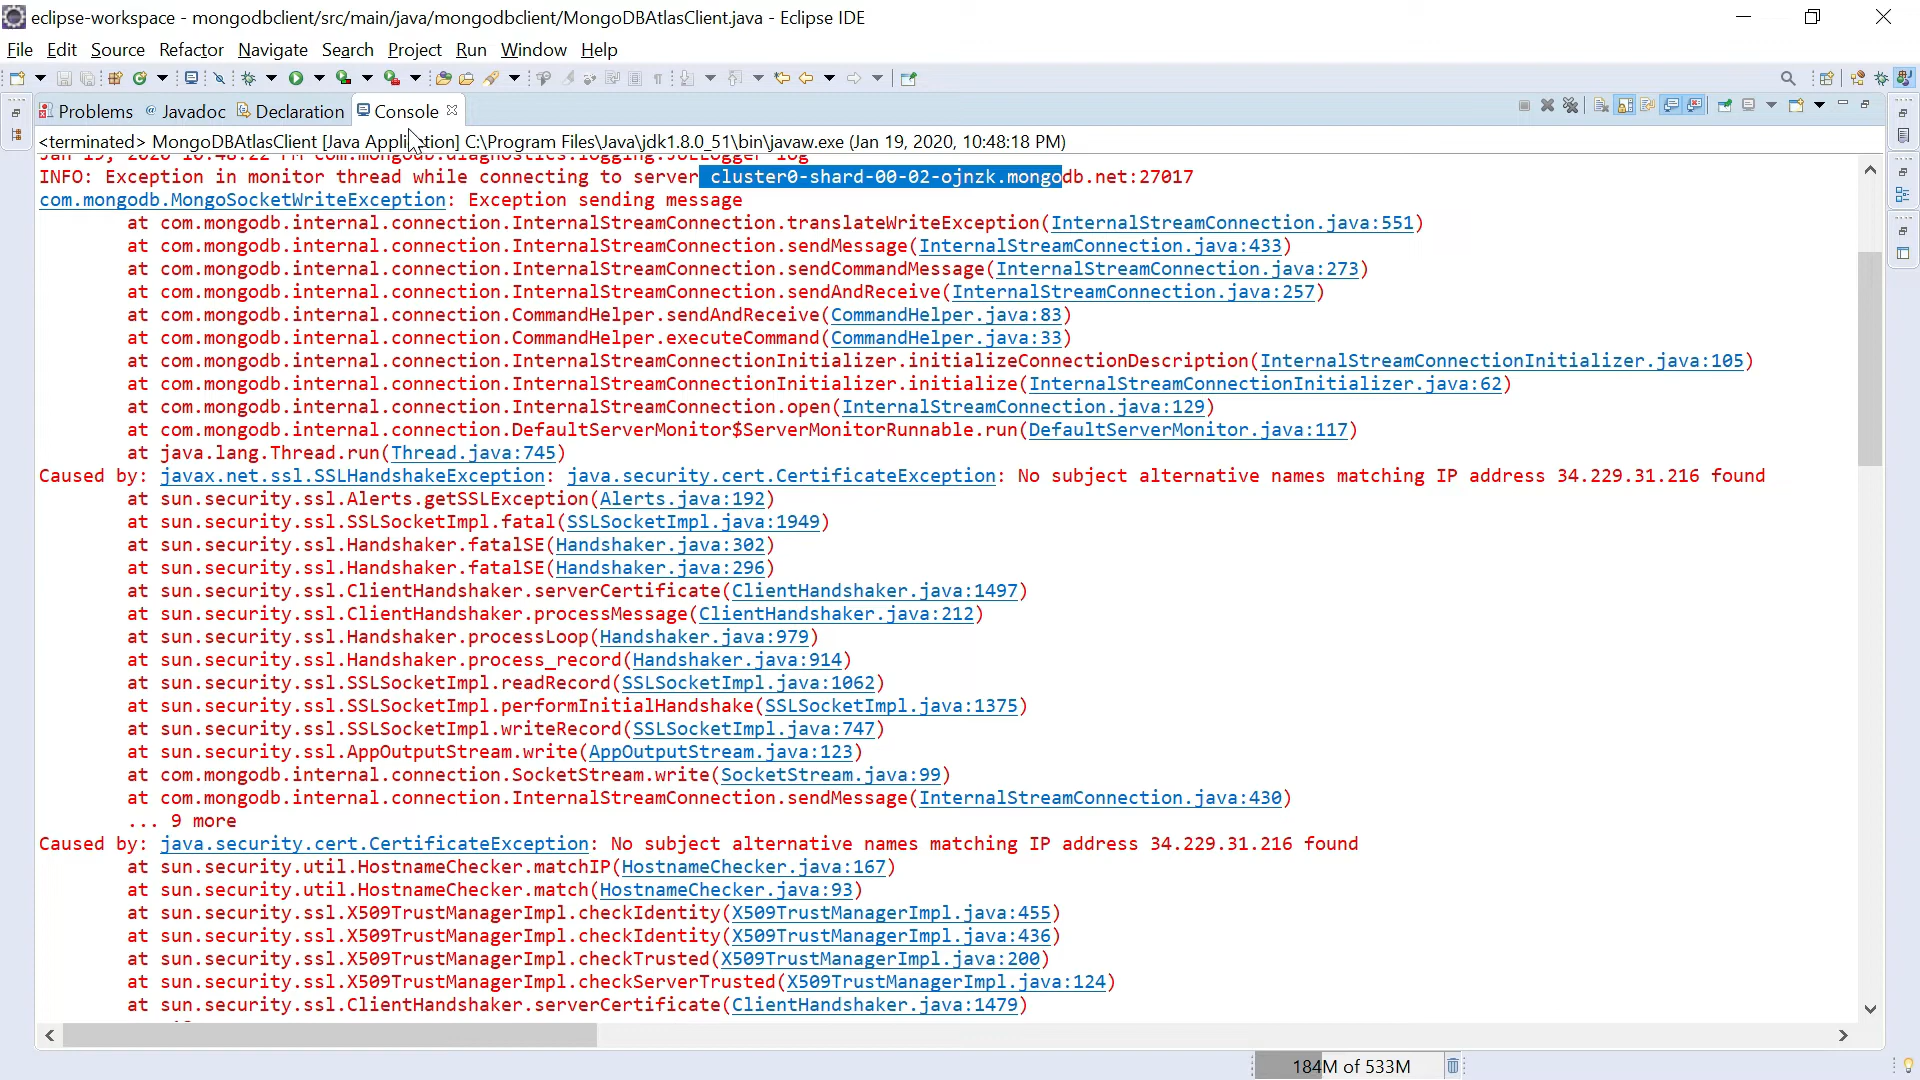 eclipse-workspace - mongodbclient/src/main/java/mongodbclient/MongoDBAtlasClient.java - Eclipse IDE
File Edit Source Refactor Navigate Search Project Run Window Help
Problems Javadoc Declaration Console
<terminated> MongoDBAtlasClient [Java Application] C:\Program Files\Java\jdk1.8.0_51\bin\javaw.exe (Jan 19, 2020, 10:48:18 PM)
Jan 19, 2020 10:48:22 PM com.mongodb.diagnostics.logging.JULLogger log
INFO: Exception in monitor thread while connecting to server cluster0-shard-00-02-ojnzk.mongodb.net:27017
com.mongodb.MongoSocketWriteException: Exception sending message
at com.mongodb.internal.connection.InternalStreamConnection.translateWriteException(InternalStreamConnection.java:551)
at com.mongodb.internal.connection.InternalStreamConnection.sendMessage(InternalStreamConnection.java:433)
at com.mongodb.internal.connection.InternalStreamConnection.sendCommandMessage(InternalStreamConnection.java:273)
at com.mongodb.internal.connection.InternalStreamConnection.sendAndReceive(InternalStreamConnection.java:257)
at com.mongodb.internal.connection.CommandHelper.sendAndReceive(CommandHelper.java:83)
at com.mongodb.internal.connection.CommandHelper.executeCommand(CommandHelper.java:33)
at com.mongodb.internal.connection.InternalStreamConnectionInitializer.initializeConnectionDescription(InternalStreamConnectionInitializer.java:105)
at com.mongodb.internal.connection.InternalStreamConnectionInitializer.initialize(InternalStreamConnectionInitializer.java:62)
at com.mongodb.internal.connection.InternalStreamConnection.open(InternalStreamConnection.java:129)
at com.mongodb.internal.connection.DefaultServerMonitor$ServerMonitorRunnable.run(DefaultServerMonitor.java:117)
at java.lang.Thread.run(Thread.java:745)
Caused by: javax.net.ssl.SSLHandshakeException: java.security.cert.CertificateException: No subject alternative names matching IP address 34.229.31.216 found
at sun.security.ssl.Alerts.getSSLException(Alerts.java:192)
at sun.security.ssl.SSLSocketImpl.fatal(SSLSocketImpl.java:1949)
at sun.security.ssl.Handshaker.fatalSE(Handshaker.java:302)
at sun.security.ssl.Handshaker.fatalSE(Handshaker.java:296)
at sun.security.ssl.ClientHandshaker.serverCertificate(ClientHandshaker.java:1497)
at sun.security.ssl.ClientHandshaker.processMessage(ClientHandshaker.java:212)
at sun.security.ssl.Handshaker.processLoop(Handshaker.java:979)
at sun.security.ssl.Handshaker.process_record(Handshaker.java:914)
at sun.security.ssl.SSLSocketImpl.readRecord(SSLSocketImpl.java:1062)
at sun.security.ssl.SSLSocketImpl.performInitialHandshake(SSLSocketImpl.java:1375)
at sun.security.ssl.SSLSocketImpl.writeRecord(SSLSocketImpl.java:747)
at sun.security.ssl.AppOutputStream.write(AppOutputStream.java:123)
at com.mongodb.internal.connection.SocketStream.write(SocketStream.java:99)
at com.mongodb.internal.connection.InternalStreamConnection.sendMessage(InternalStreamConnection.java:430)
... 9 more
Caused by: java.security.cert.CertificateException: No subject alternative names matching IP address 34.229.31.216 found
at sun.security.util.HostnameChecker.matchIP(HostnameChecker.java:167)
at sun.security.util.HostnameChecker.match(HostnameChecker.java:93)
at sun.security.ssl.X509TrustManagerImpl.checkIdentity(X509TrustManagerImpl.java:455)
at sun.security.ssl.X509TrustManagerImpl.checkIdentity(X509TrustManagerImpl.java:436)
at sun.security.ssl.X509TrustManagerImpl.checkTrusted(X509TrustManagerImpl.java:200)
at sun.security.ssl.X509TrustManagerImpl.checkServerTrusted(X509TrustManagerImpl.java:124)
at sun.security.ssl.ClientHandshaker.serverCertificate(ClientHandshaker.java:1479)
184M of 533M